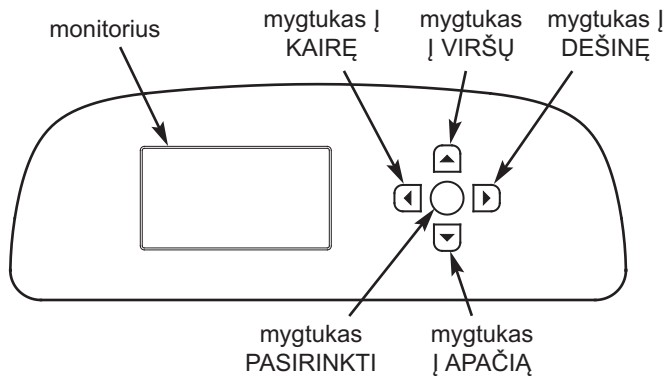 monitorius
mygtukas Į
KAIRĘ
mygtukas
Į VIRŠŲ
mygtukas Į
DEŠINĘ
mygtukas
PASIRINKTI
mygtukas
Į APAČIĄ